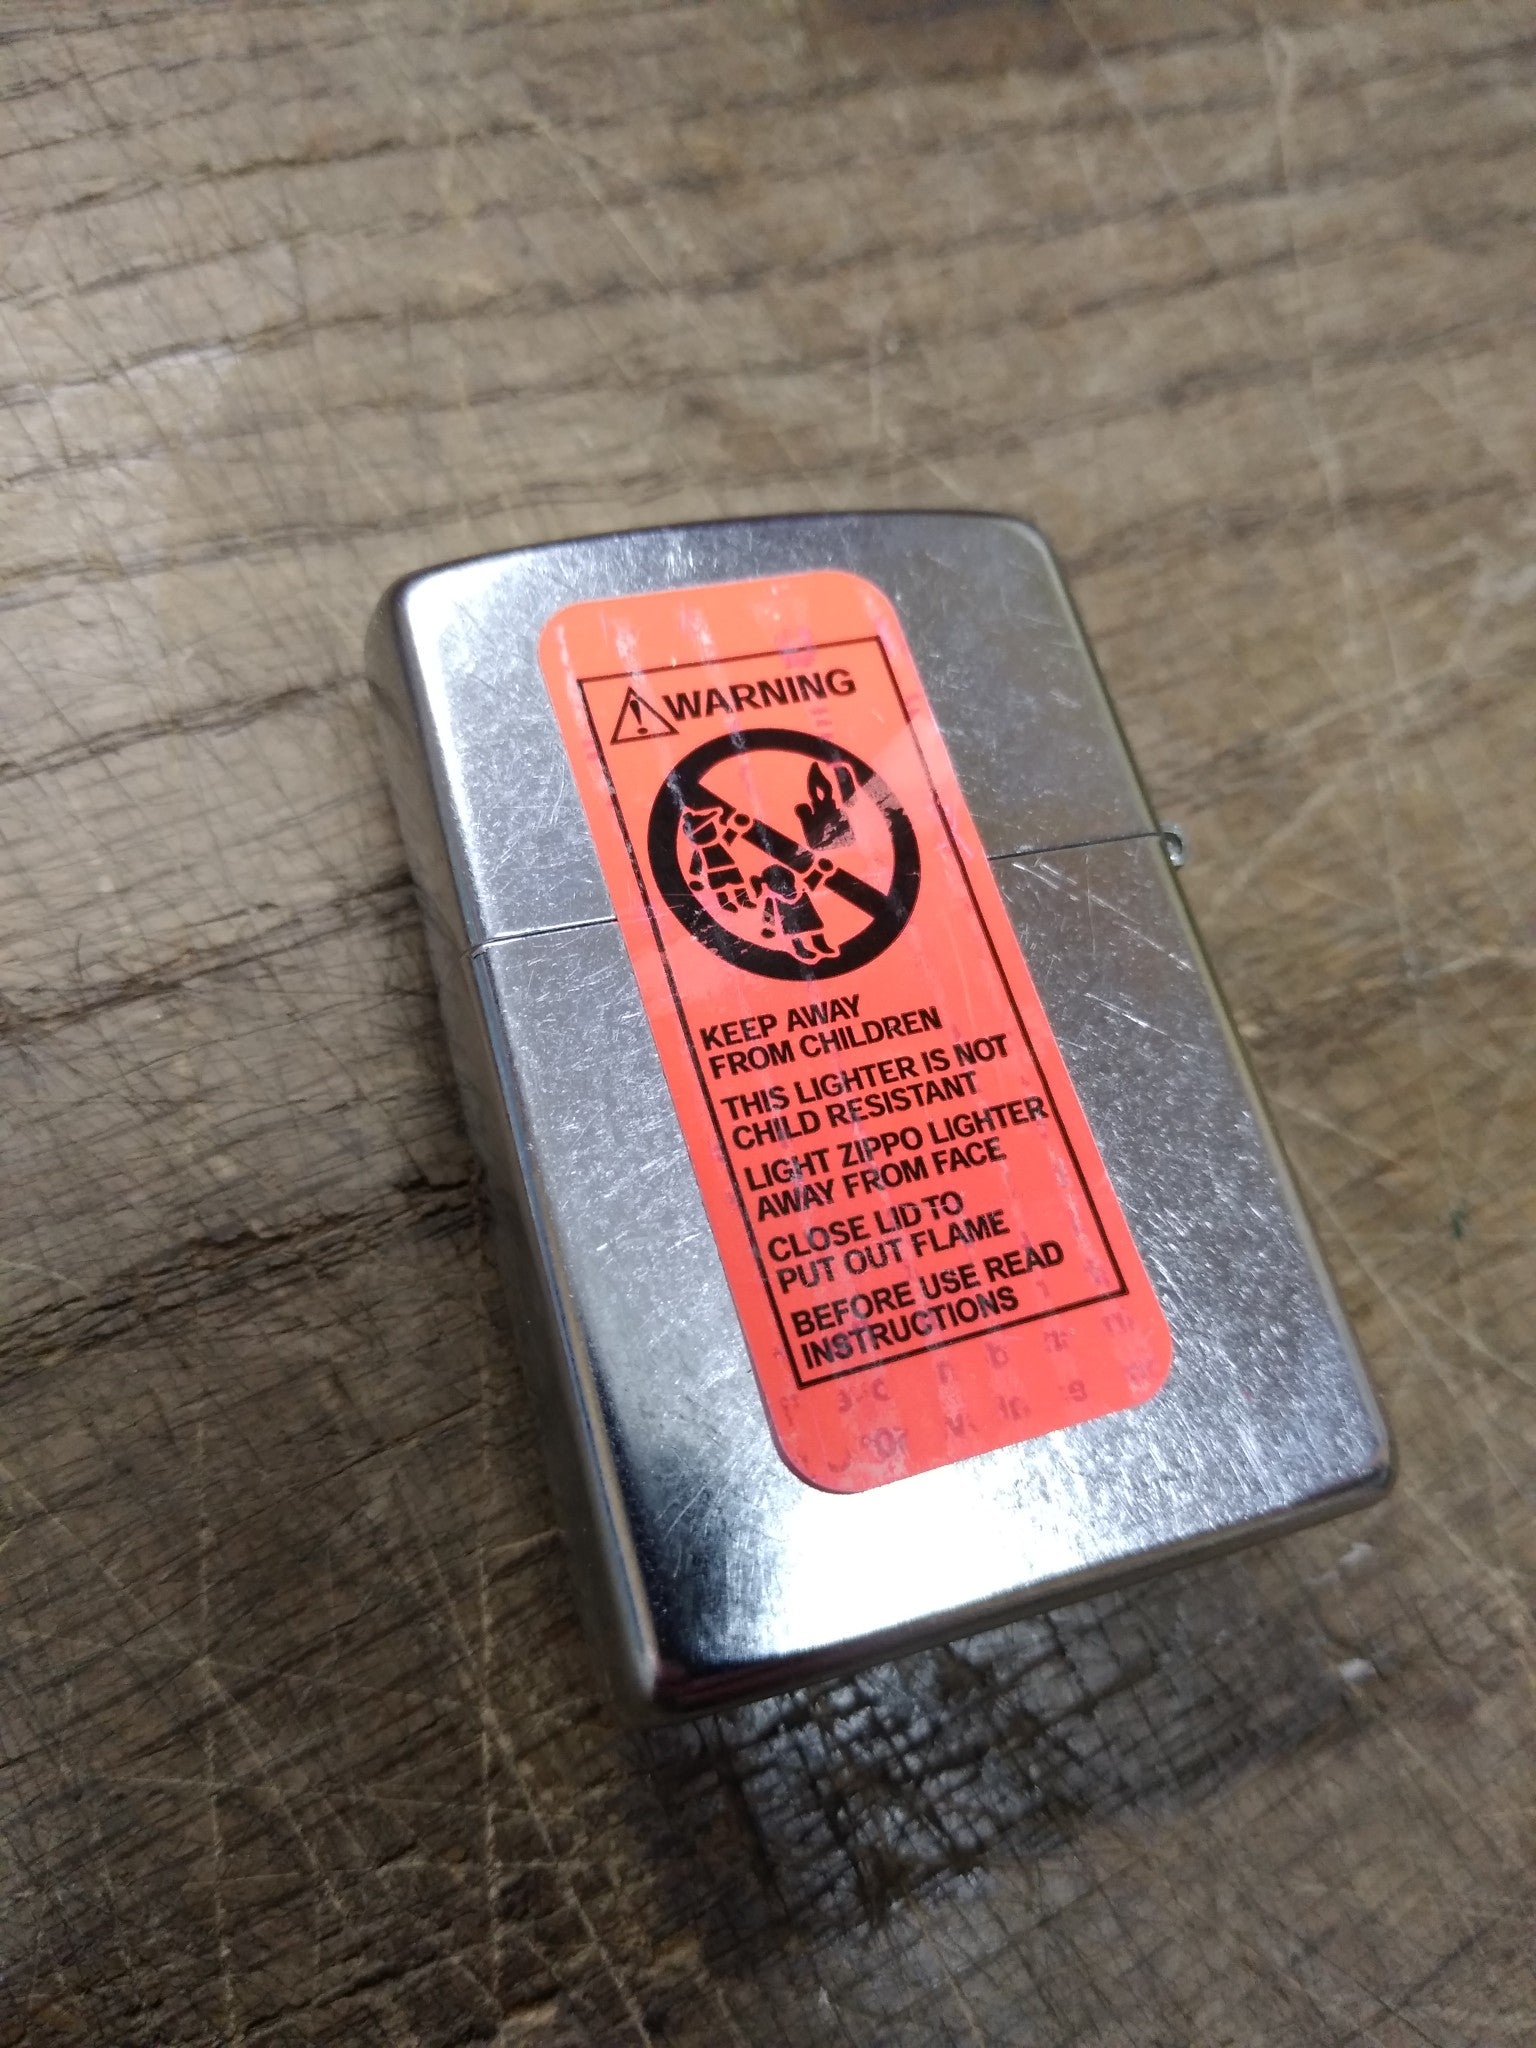 WARNING
KEEP AWAY
FROM CHILDREN
THIS LIGHTER IS NOT
CHILD RESISTANT
LIGHT ZIPPO LIGHTER
AWAY FROM FACE
CLOSE LID TO
PUT OUT FLAME
BEFORE USE READ
INSTRUCTIONS